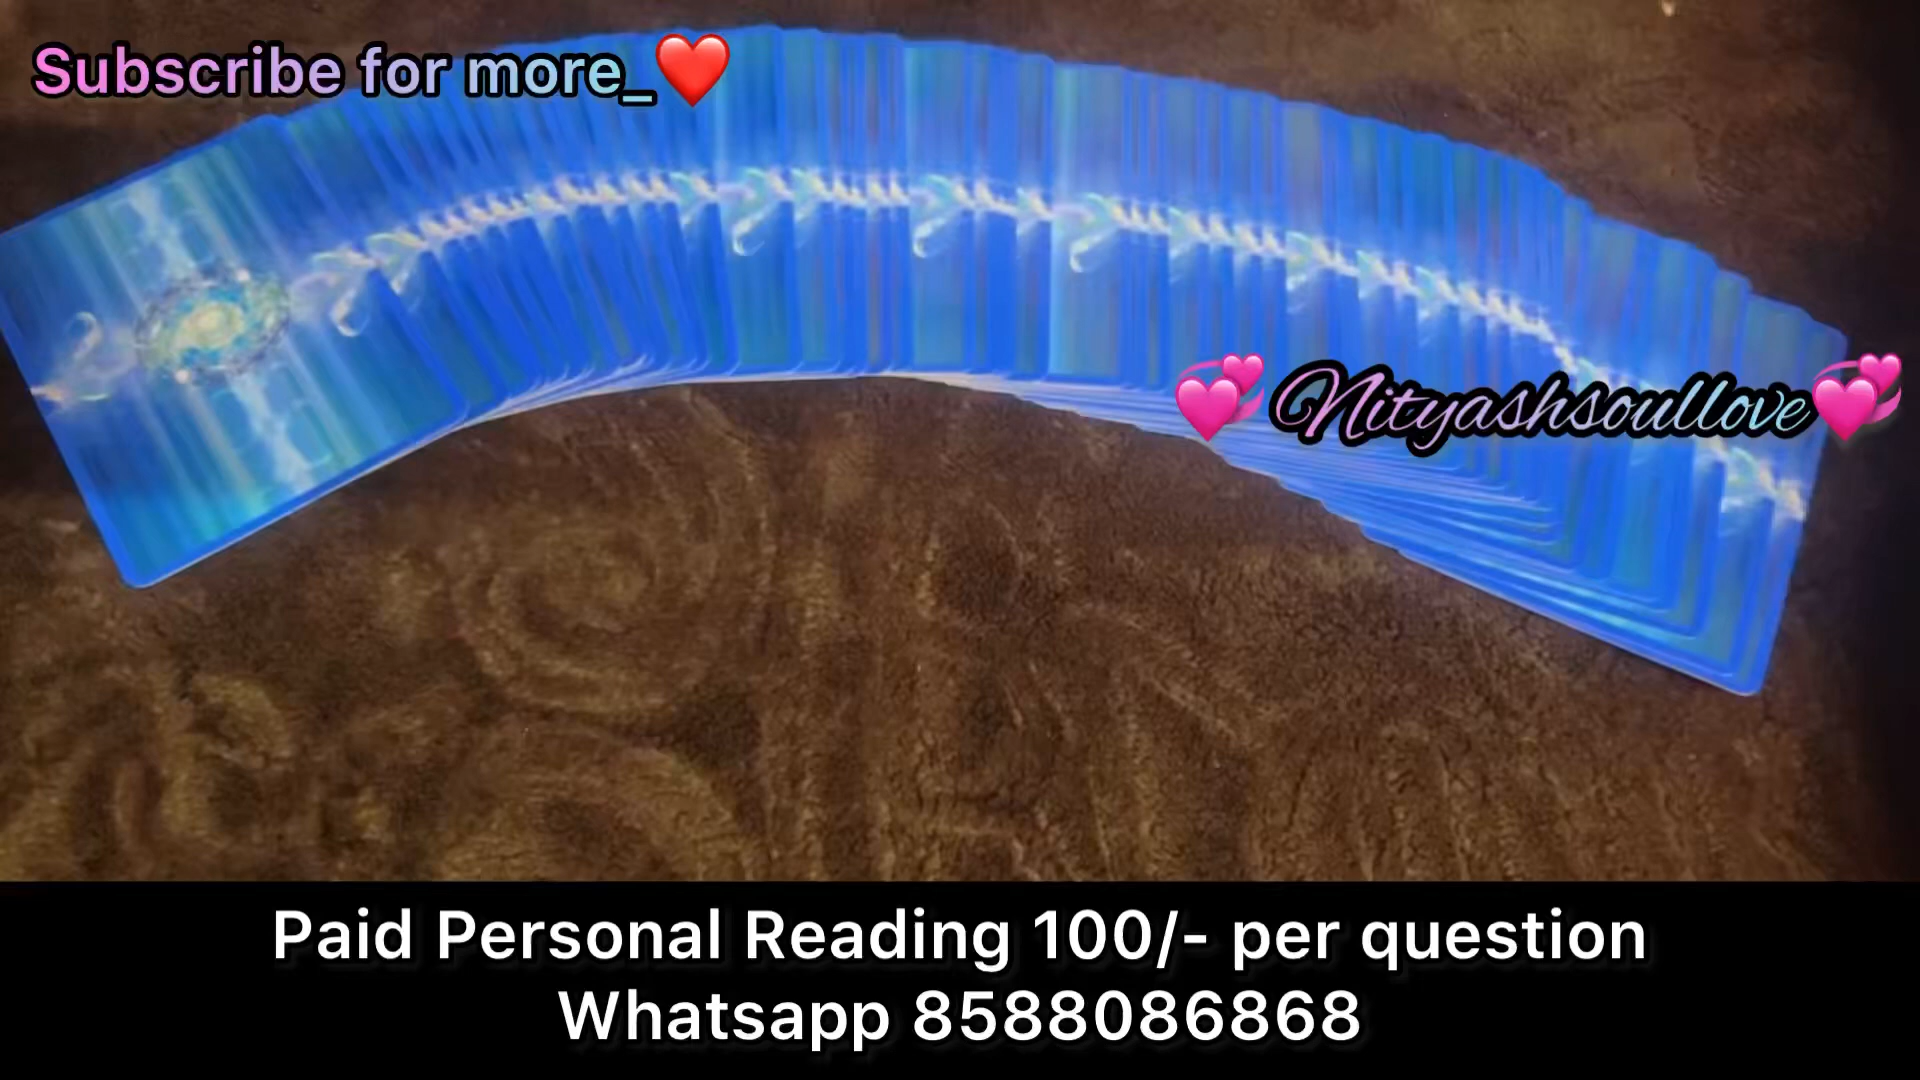 Subscribe for more_❤️
💞Nityashsoullove💞
Paid Personal Reading 100/- per question
Whatsapp 8588086868